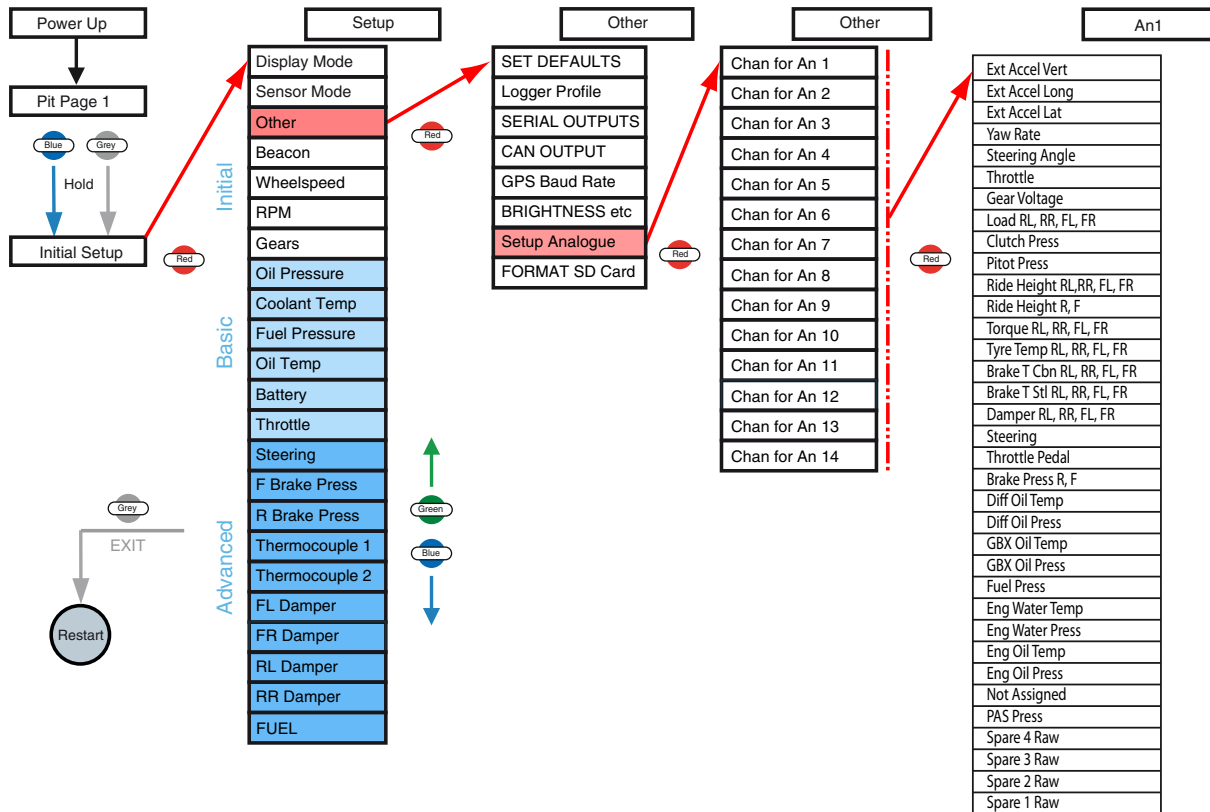 Power Up
Pit Page 1
Blue
Grey
Hold
Initial Setup
Red
Grey
EXIT
Restart
Setup
Initial
Basic
Advanced
Display Mode
Sensor Mode
Other
Beacon
Wheelspeed
RPM
Gears
Oil Pressure
Coolant Temp
Fuel Pressure
Oil Temp
Battery
Throttle
Steering
F Brake Press
R Brake Press
Thermocouple 1
Thermocouple 2
FL Damper
FR Damper
RL Damper
RR Damper
FUEL
Red
Green
Blue
Other
SET DEFAULTS
Logger Profile
SERIAL OUTPUTS
CAN OUTPUT
GPS Baud Rate
BRIGHTNESS etc
Setup Analogue
FORMAT SD Card
Red
Other
Chan for An 1
Chan for An 2
Chan for An 3
Chan for An 4
Chan for An 5
Chan for An 6
Chan for An 7
Chan for An 8
Chan for An 9
Chan for An 10
Chan for An 11
Chan for An 12
Chan for An 13
Chan for An 14
Red
An1
Ext Accel Vert
Ext Accel Long
Ext Accel Lat
Yaw Rate
Steering Angle
Throttle
Gear Voltage
Load RL, RR, FL, FR
Clutch Press
Pitot Press
Ride Height RL,RR, FL, FR
Ride Height R, F
Torque RL, RR, FL, FR
Tyre Temp RL, RR, FL, FR
Brake T Cbn RL, RR, FL, FR
Brake T Stl RL, RR, FL, FR
Damper RL, RR, FL, FR
Steering
Throttle Pedal
Brake Press R, F
Diff Oil Temp
Diff Oil Press
GBX Oil Temp
GBX Oil Press
Fuel Press
Eng Water Temp
Eng Water Press
Eng Oil Temp
Eng Oil Press
Not Assigned
PAS Press
Spare 4 Raw
Spare 3 Raw
Spare 2 Raw
Spare 1 Raw